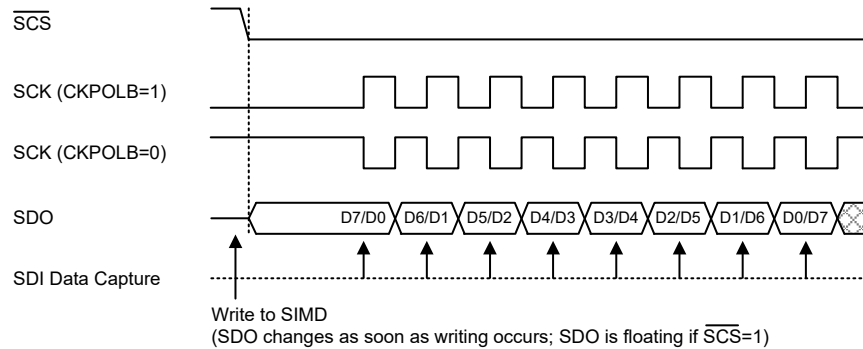 SCS
SCK (CKPOLB=1)
SCK (CKPOLB=0)
SDO D7/D0 D6/D1 D5/D2 D4/D3 D3/D4 D2/D5 D1/D6 D0/D7
SDI Data Capture
Write to SIMD
(SDO changes as soon as writing occurs; SDO is floating if SCS=1)